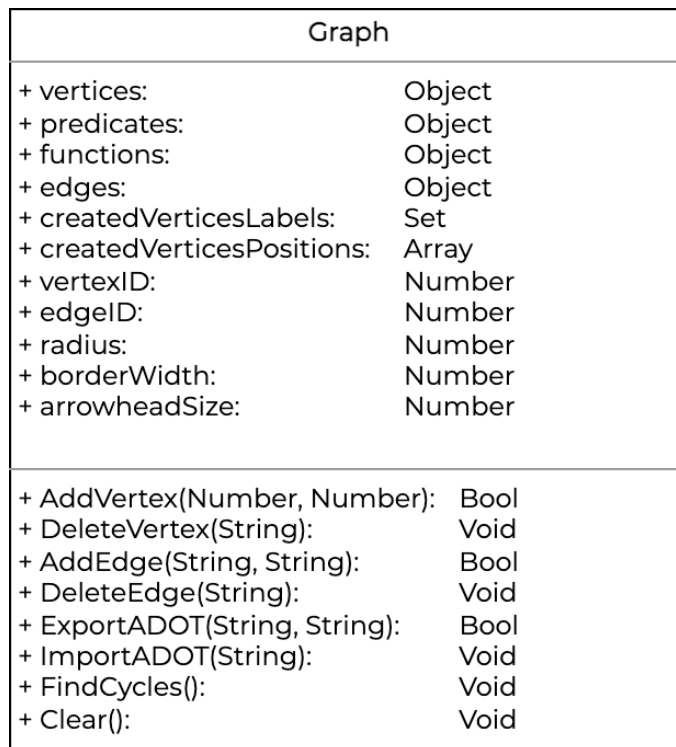 Graph
+ vertices: Object
+ predicates: Object
+ functions: Object
+ edges: Object
+ createdVerticesLabels: Set
+ createdVerticesPositions: Array
+ vertexID: Number
+ edgeID: Number
+ radius: Number
+ borderWidth: Number
+ arrowheadSize: Number
+ AddVertex(Number, Number): Bool
+ DeleteVertex(String): Void
+ AddEdge(String, String): Bool
+ DeleteEdge(String): Void
+ ExportADOT(String, String): Bool
+ ImportADOT(String): Void
+ FindCycles(): Void
+ Clear(): Void